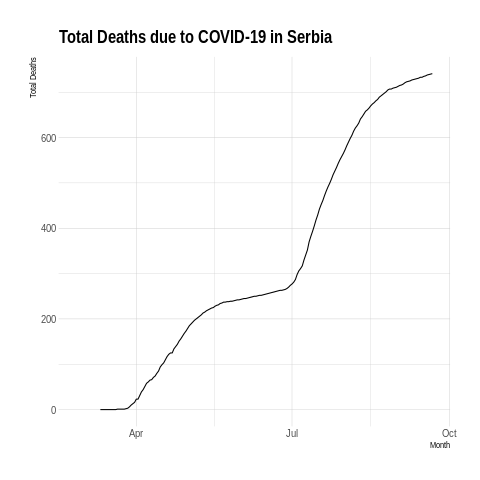 Total Deaths due to COVID-19 in Serbia
Total Deaths
600
400
200
0
Apr
Jul
Oct
Month